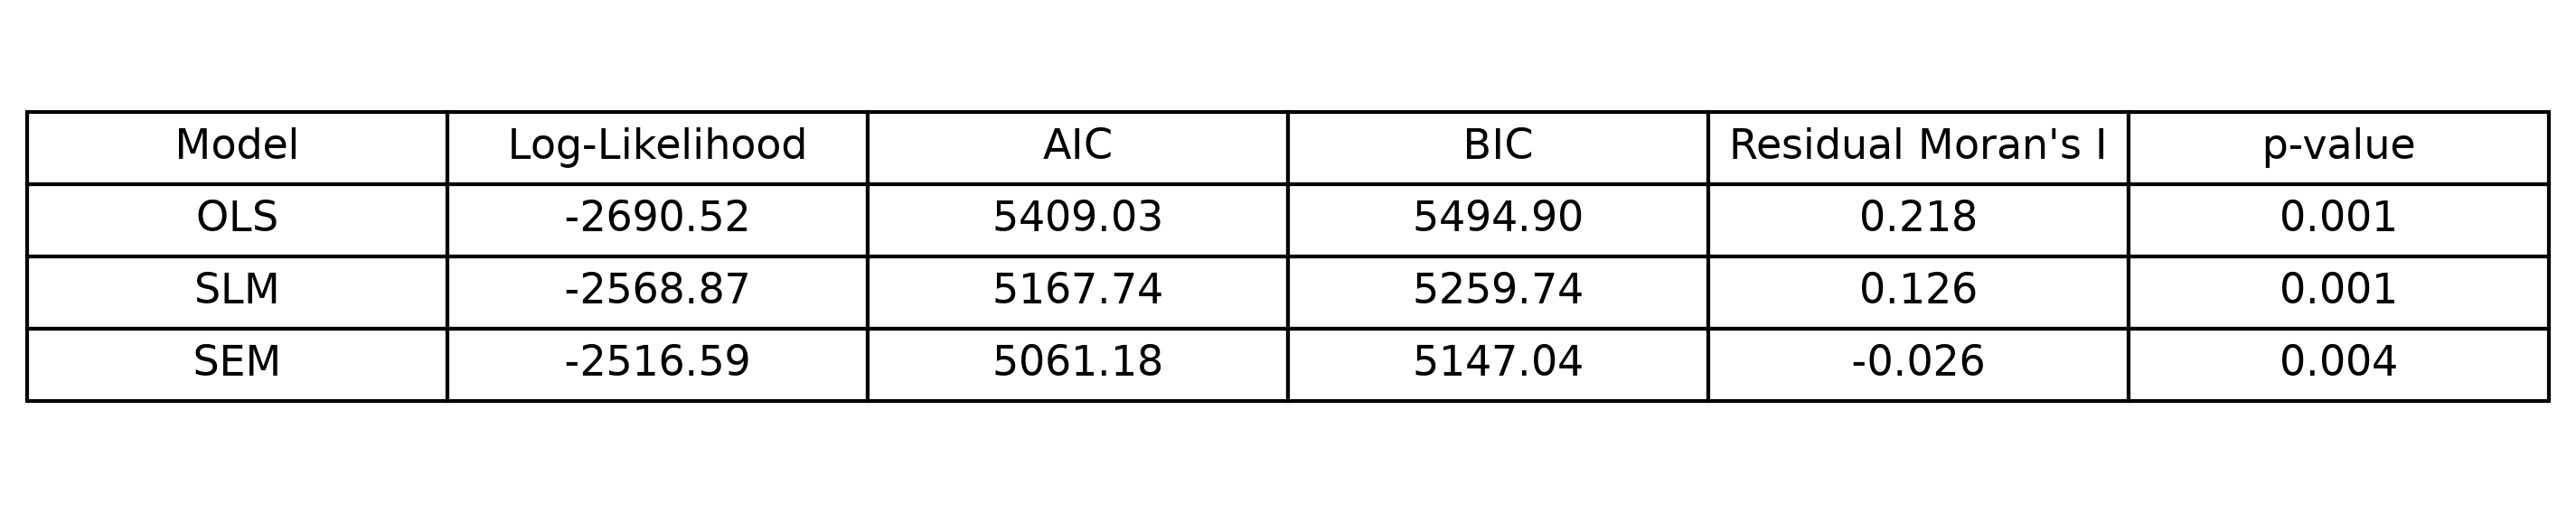 Model Log-Likelihood AIC BIC Residual Moran's I p-value
OLS -2690.52 5409.03 5494.90 0.218 0.001
SLM -2568.87 5167.74 5259.74 0.126 0.001
SEM -2516.59 5061.18 5147.04 -0.026 0.004